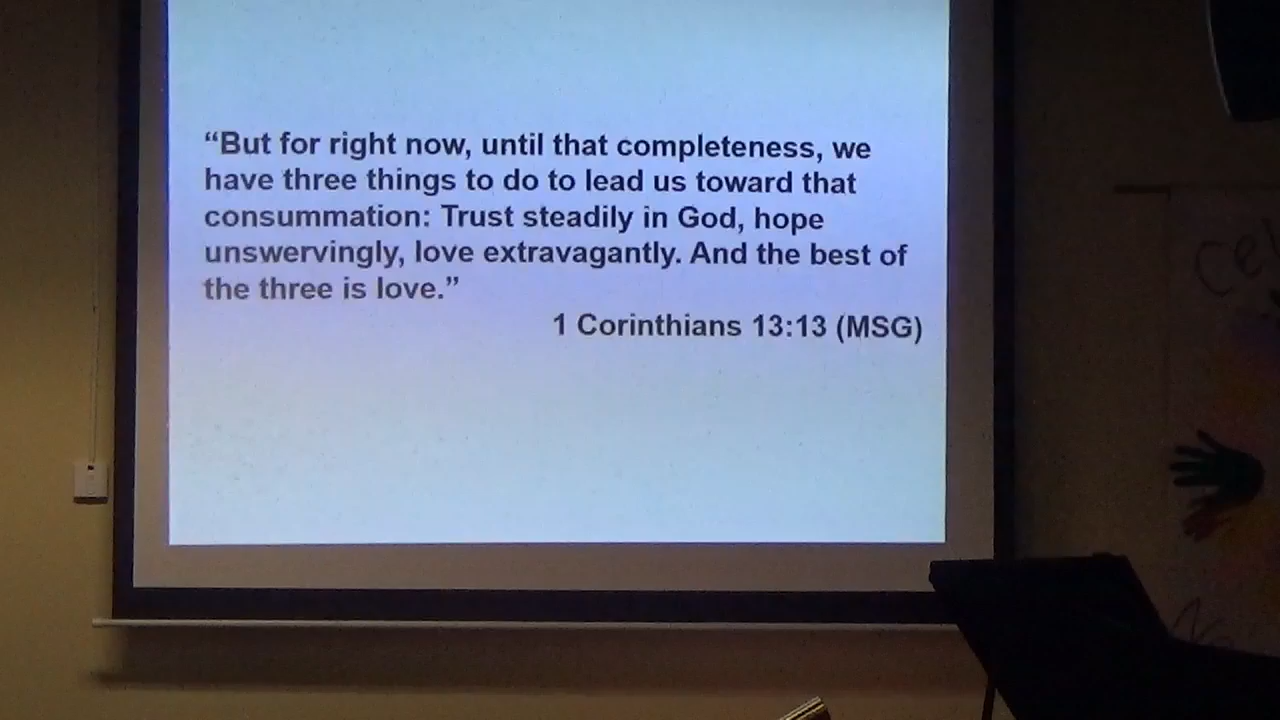 “But for right now, until that completeness, we
have three things to do to lead us toward that
consummation: Trust steadily in God, hope
unswervingly, love extravagantly. And the best of
the three is love.”
1 Corinthians 13:13 (MSG)